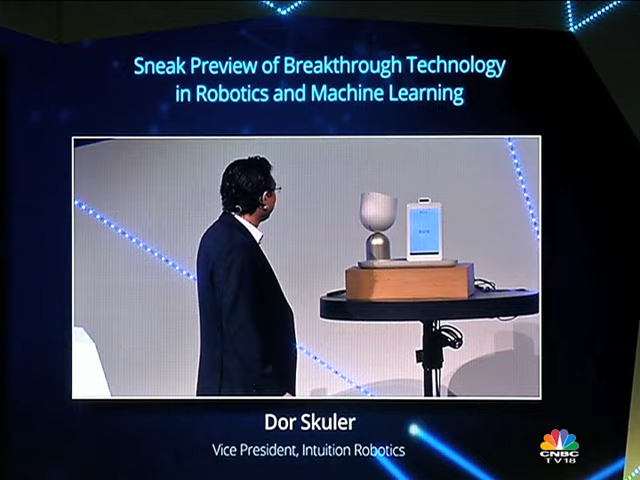 Sneak Preview of Breakthrough Technology
in Robotics and Machine Learning
Dor Skuler
Vice President, Intuition Robotics
CNBC
TV18